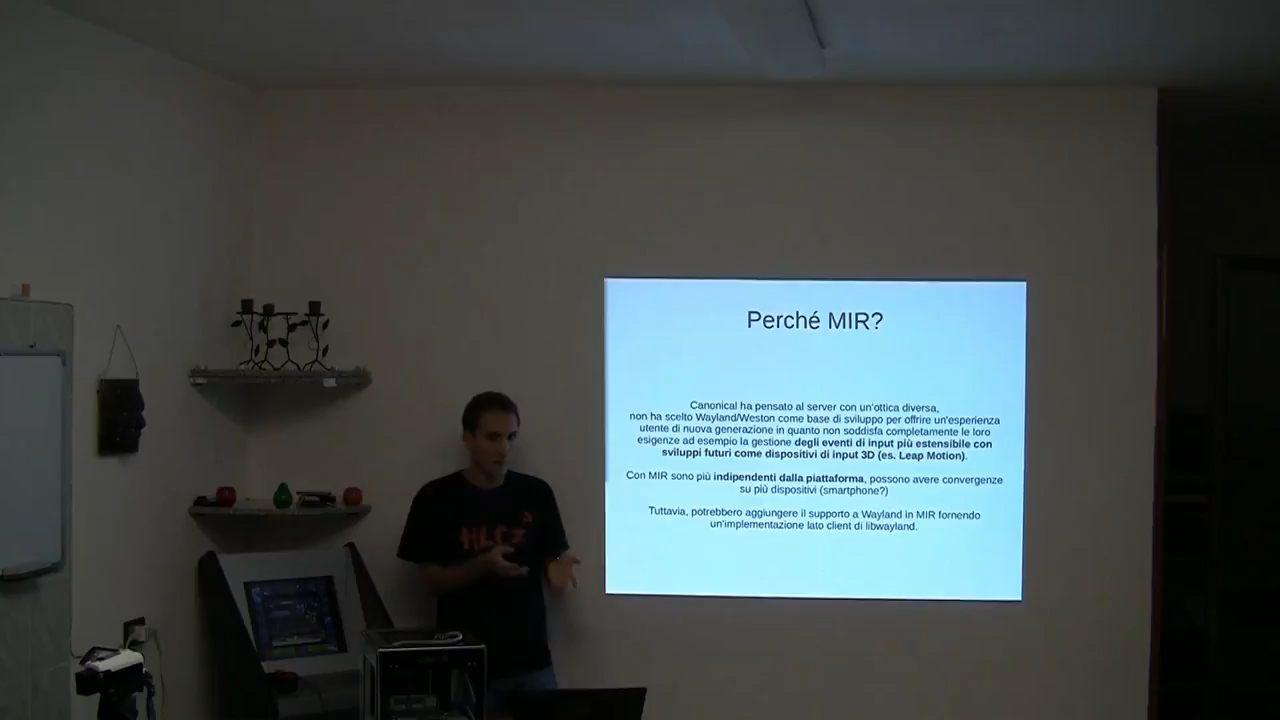 Perché MIR?
Canonical ha pensato al server con un'ottica diversa,
non ha scelto Wayland/Weston come base di sviluppo per offrire un'esperienza
utente di nuova generazione in quanto non soddisfa completamente le loro
esigenze ad esempio la gestione degli eventi di input più estensibile con
sviluppi futuri come dispositivi di input 3D (es. Leap Motion).
Con MIR sono più indipendenti dalla piattaforma, possono avere convergenze
su più dispositivi (smartphone?)
Tuttavia, potrebbero aggiungere il supporto a Wayland in MIR fornendo
un'implementazione lato client di libwayland.